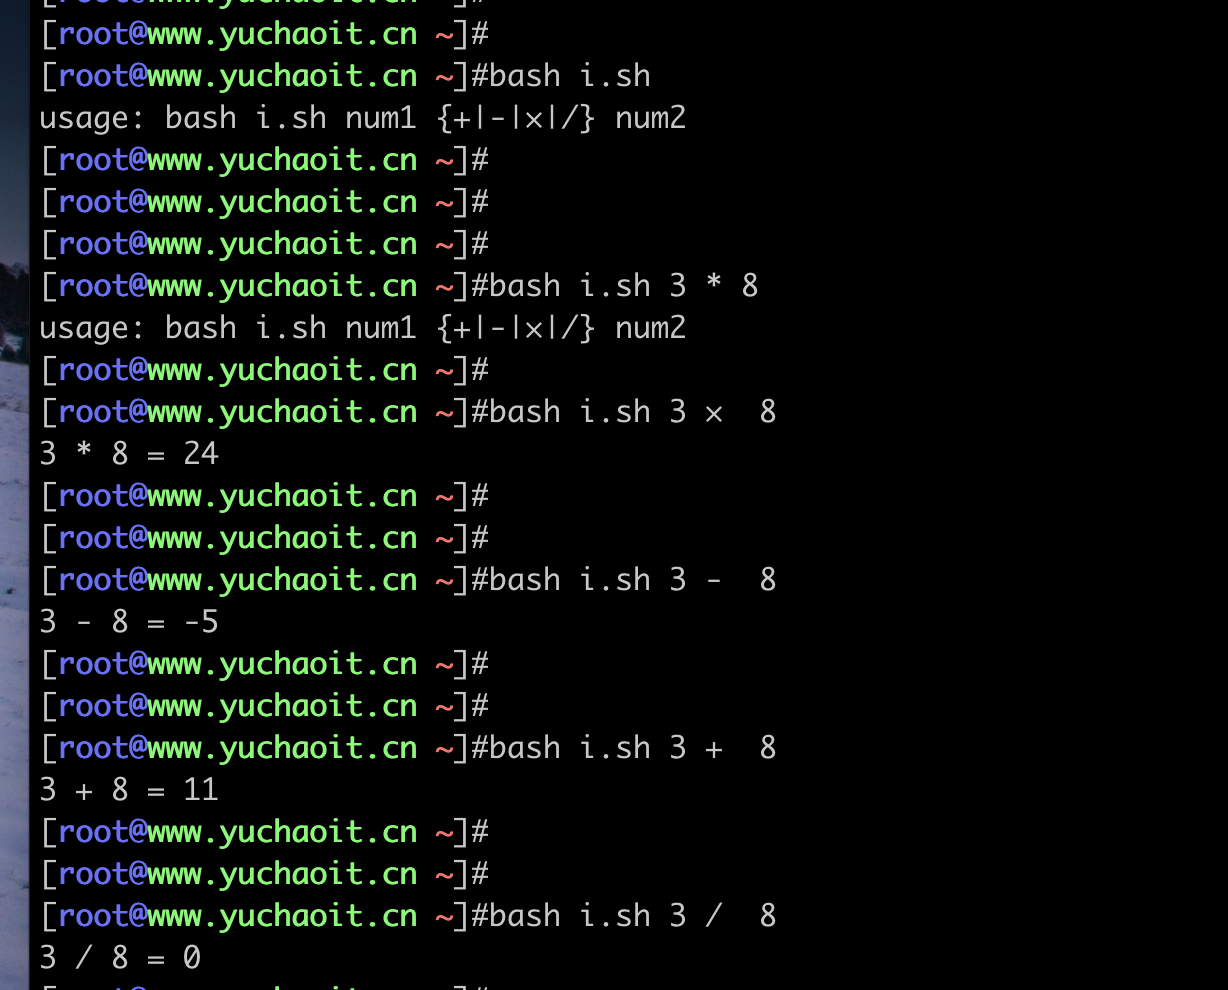 [root@www.yuchaoit.cn ~]#
[root@www.yuchaoit.cn ~]#bash i.sh
usage: bash i.sh num1 {+|-|×|/} num2
[root@www.yuchaoit.cn ~]#
[root@www.yuchaoit.cn ~]#
[root@www.yuchaoit.cn ~]#
[root@www.yuchaoit.cn ~]#bash i.sh 3 * 8
usage: bash i.sh num1 {+|-|×|/} num2
[root@www.yuchaoit.cn ~]#
[root@www.yuchaoit.cn ~]#bash i.sh 3 ×  8
3 * 8 = 24
[root@www.yuchaoit.cn ~]#
[root@www.yuchaoit.cn ~]#
[root@www.yuchaoit.cn ~]#bash i.sh 3 -  8
3 - 8 = -5
[root@www.yuchaoit.cn ~]#
[root@www.yuchaoit.cn ~]#
[root@www.yuchaoit.cn ~]#bash i.sh 3 +  8
3 + 8 = 11
[root@www.yuchaoit.cn ~]#
[root@www.yuchaoit.cn ~]#
[root@www.yuchaoit.cn ~]#bash i.sh 3 /  8
3 / 8 = 0